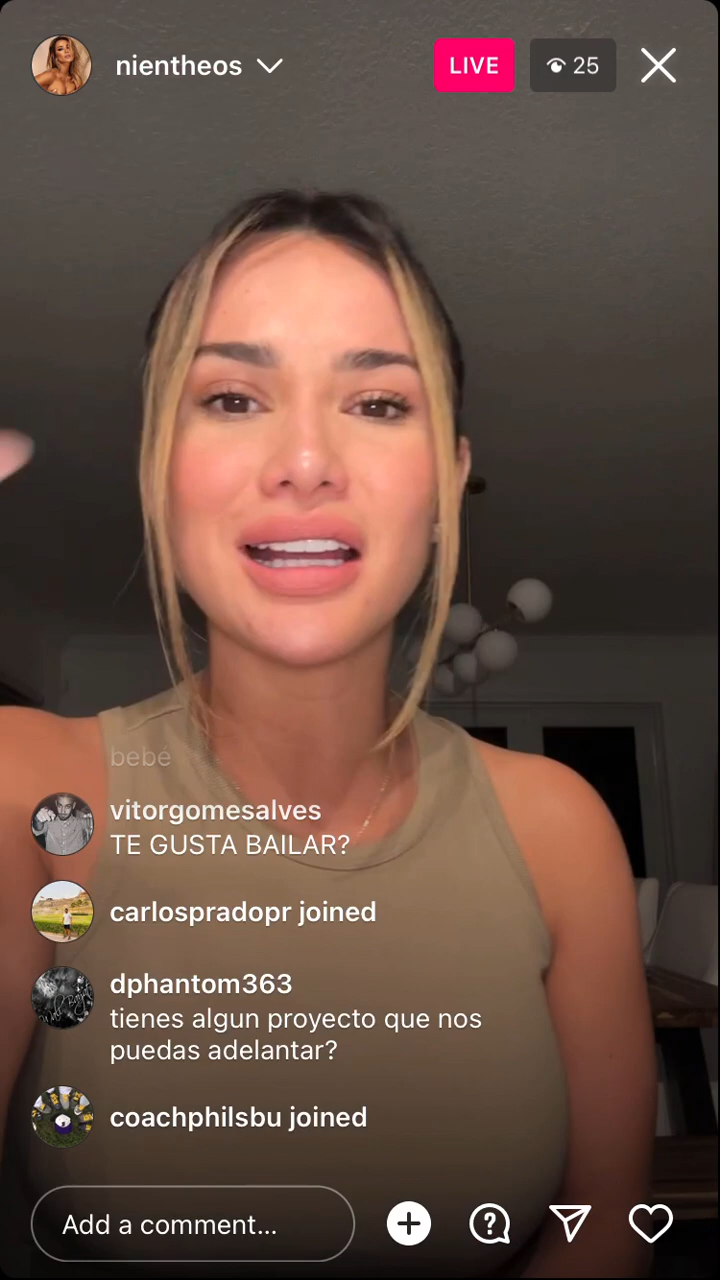 nientheos
LIVE
25
bebé
vitorgomesalves
TE GUSTA BAILAR?
carlospradopr joined
dphantom363
tienes algun proyecto que nos
puedas adelantar?
coachphilsbu joined
Add a comment...